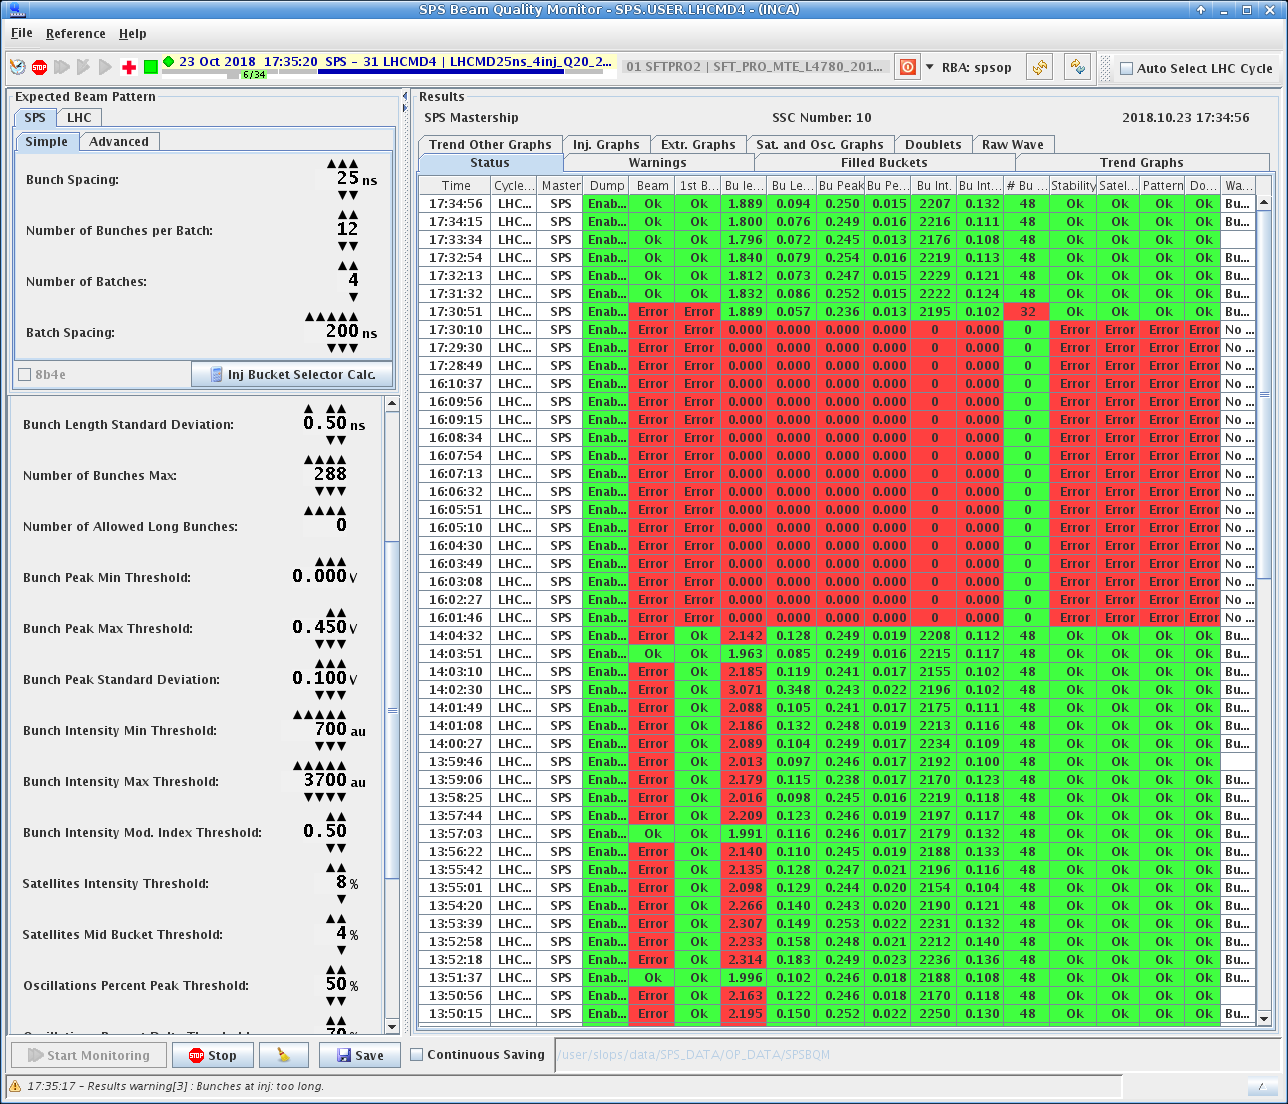 SPS Beam Quality Monitor - SPS.USER.LHCMD4 - (INCA)
File Reference Help
STOP 23 Oct 2018 17:35:20 SPS - 31 LHCMD4 | LHCMD25ns_4inj_Q20_2... 01 SFTPRO2 | SFT_PRO_MTE_L4780_201... RBA: spsop Auto Select LHC Cycle
6/34
Expected Beam Pattern
SPS LHC
Simple Advanced
Bunch Spacing: 25 ns
Number of Bunches per Batch: 12
Number of Batches: 4
Batch Spacing: 200 ns
8b4e Inj Bucket Selector Calc.
Bunch Length Standard Deviation: 0.50 ns
Number of Bunches Max: 288
Number of Allowed Long Bunches: 0
Bunch Peak Min Threshold: 0.000 V
Bunch Peak Max Threshold: 0.450 V
Bunch Peak Standard Deviation: 0.100 V
Bunch Intensity Min Threshold: 700 au
Bunch Intensity Max Threshold: 3700 au
Bunch Intensity Mod. Index Threshold: 0.50
Satellites Intensity Threshold: 8 %
Satellites Mid Bucket Threshold: 4 %
Oscillations Percent Peak Threshold: 50 %
Results
SPS Mastership SSC Number: 10 2018.10.23 17:34:56
Trend Other Graphs Inj. Graphs Extr. Graphs Sat. and Osc. Graphs Doublets Raw Wave
Status Warnings Filled Buckets Trend Graphs
Time Cycle... Master Dump Beam 1st B... Bu le... Bu Le... Bu Peak Bu Pe... Bu Int. Bu Int... # Bu ... Stability Satel... Pattern Do... Wa...
17:34:56 LHC... SPS Enab... Ok Ok 1.889 0.094 0.250 0.015 2207 0.132 48 Ok Ok Ok Ok Bu...
17:34:15 LHC... SPS Enab... Ok Ok 1.800 0.076 0.249 0.016 2216 0.111 48 Ok Ok Ok Ok Bu...
17:33:34 LHC... SPS Enab... Ok Ok 1.796 0.072 0.245 0.013 2176 0.108 48 Ok Ok Ok Ok
17:32:54 LHC... SPS Enab... Ok Ok 1.840 0.079 0.254 0.016 2219 0.113 48 Ok Ok Ok Ok Bu...
17:32:13 LHC... SPS Enab... Ok Ok 1.812 0.073 0.247 0.015 2229 0.121 48 Ok Ok Ok Ok Bu...
17:31:32 LHC... SPS Enab... Ok Ok 1.832 0.086 0.252 0.015 2222 0.124 48 Ok Ok Ok Ok Bu...
17:30:51 LHC... SPS Enab... Error Error 1.889 0.057 0.236 0.013 2195 0.102 32 Ok Ok Ok Ok Bu...
17:30:10 LHC... SPS Enab... Error Error 0.000 0.000 0.000 0.000 0 0.000 0 Error Error Error Error No ...
17:29:30 LHC... SPS Enab... Error Error 0.000 0.000 0.000 0.000 0 0.000 0 Error Error Error Error No ...
17:28:49 LHC... SPS Enab... Error Error 0.000 0.000 0.000 0.000 0 0.000 0 Error Error Error Error No ...
16:10:37 LHC... SPS Enab... Error Error 0.000 0.000 0.000 0.000 0 0.000 0 Error Error Error Error No ...
16:09:56 LHC... SPS Enab... Error Error 0.000 0.000 0.000 0.000 0 0.000 0 Error Error Error Error No ...
16:09:15 LHC... SPS Enab... Error Error 0.000 0.000 0.000 0.000 0 0.000 0 Error Error Error Error No ...
16:08:34 LHC... SPS Enab... Error Error 0.000 0.000 0.000 0.000 0 0.000 0 Error Error Error Error No ...
16:07:54 LHC... SPS Enab... Error Error 0.000 0.000 0.000 0.000 0 0.000 0 Error Error Error Error No ...
16:07:13 LHC... SPS Enab... Error Error 0.000 0.000 0.000 0.000 0 0.000 0 Error Error Error Error No ...
16:06:32 LHC... SPS Enab... Error Error 0.000 0.000 0.000 0.000 0 0.000 0 Error Error Error Error No ...
16:05:51 LHC... SPS Enab... Error Error 0.000 0.000 0.000 0.000 0 0.000 0 Error Error Error Error No ...
16:05:10 LHC... SPS Enab... Error Error 0.000 0.000 0.000 0.000 0 0.000 0 Error Error Error Error No ...
16:04:30 LHC... SPS Enab... Error Error 0.000 0.000 0.000 0.000 0 0.000 0 Error Error Error Error No ...
16:03:49 LHC... SPS Enab... Error Error 0.000 0.000 0.000 0.000 0 0.000 0 Error Error Error Error No ...
16:03:08 LHC... SPS Enab... Error Error 0.000 0.000 0.000 0.000 0 0.000 0 Error Error Error Error No ...
16:02:27 LHC... SPS Enab... Error Error 0.000 0.000 0.000 0.000 0 0.000 0 Error Error Error Error No ...
16:01:46 LHC... SPS Enab... Error Error 0.000 0.000 0.000 0.000 0 0.000 0 Error Error Error Error No ...
14:04:32 LHC... SPS Enab... Error Ok 2.142 0.128 0.249 0.019 2208 0.112 48 Ok Ok Ok Ok Bu...
14:03:51 LHC... SPS Enab... Ok Ok 1.963 0.085 0.249 0.016 2215 0.117 48 Ok Ok Ok Ok Bu...
14:03:10 LHC... SPS Enab... Error Ok 2.185 0.119 0.241 0.017 2155 0.102 48 Ok Ok Ok Ok Bu...
14:02:30 LHC... SPS Enab... Error Ok 3.071 0.348 0.243 0.022 2196 0.102 48 Ok Ok Ok Ok Bu...
14:01:49 LHC... SPS Enab... Error Ok 2.088 0.105 0.241 0.017 2175 0.111 48 Ok Ok Ok Ok Bu...
14:01:08 LHC... SPS Enab... Error Ok 2.186 0.132 0.248 0.019 2213 0.116 48 Ok Ok Ok Ok Bu...
14:00:27 LHC... SPS Enab... Error Ok 2.089 0.104 0.249 0.017 2234 0.109 48 Ok Ok Ok Ok Bu...
13:59:46 LHC... SPS Enab... Error Ok 2.013 0.097 0.246 0.017 2192 0.100 48 Ok Ok Ok Ok
13:59:06 LHC... SPS Enab... Error Ok 2.179 0.115 0.238 0.017 2170 0.123 48 Ok Ok Ok Ok Bu...
13:58:25 LHC... SPS Enab... Error Ok 2.016 0.098 0.245 0.016 2219 0.118 48 Ok Ok Ok Ok Bu...
13:57:44 LHC... SPS Enab... Error Ok 2.209 0.123 0.246 0.019 2197 0.117 48 Ok Ok Ok Ok Bu...
13:57:03 LHC... SPS Enab... Ok Ok 1.991 0.116 0.246 0.017 2179 0.132 48 Ok Ok Ok Ok Bu...
13:56:22 LHC... SPS Enab... Error Ok 2.140 0.110 0.245 0.019 2188 0.133 48 Ok Ok Ok Ok Bu...
13:55:42 LHC... SPS Enab... Error Ok 2.135 0.128 0.247 0.021 2196 0.116 48 Ok Ok Ok Ok Bu...
13:55:01 LHC... SPS Enab... Error Ok 2.098 0.129 0.244 0.020 2154 0.104 48 Ok Ok Ok Ok Bu...
13:54:20 LHC... SPS Enab... Error Ok 2.266 0.140 0.243 0.020 2190 0.121 48 Ok Ok Ok Ok Bu...
13:53:39 LHC... SPS Enab... Error Ok 2.307 0.149 0.253 0.022 2231 0.132 48 Ok Ok Ok Ok Bu...
13:52:58 LHC... SPS Enab... Error Ok 2.233 0.158 0.248 0.021 2212 0.140 48 Ok Ok Ok Ok Bu...
13:52:18 LHC... SPS Enab... Error Ok 2.314 0.183 0.249 0.023 2236 0.136 48 Ok Ok Ok Ok Bu...
13:51:37 LHC... SPS Enab... Ok Ok 1.996 0.102 0.246 0.018 2188 0.108 48 Ok Ok Ok Ok Bu...
13:50:56 LHC... SPS Enab... Error Ok 2.163 0.122 0.246 0.018 2170 0.118 48 Ok Ok Ok Ok
13:50:15 LHC... SPS Enab... Error Ok 2.195 0.150 0.252 0.022 2250 0.130 48 Ok Ok Ok Ok Bu...
Start Monitoring STOP Stop Save Continuous Saving /user/slops/data/SPS_DATA/OP_DATA/SPSBQM
17:35:17 - Results warning[3] : Bunches at inj: too long.